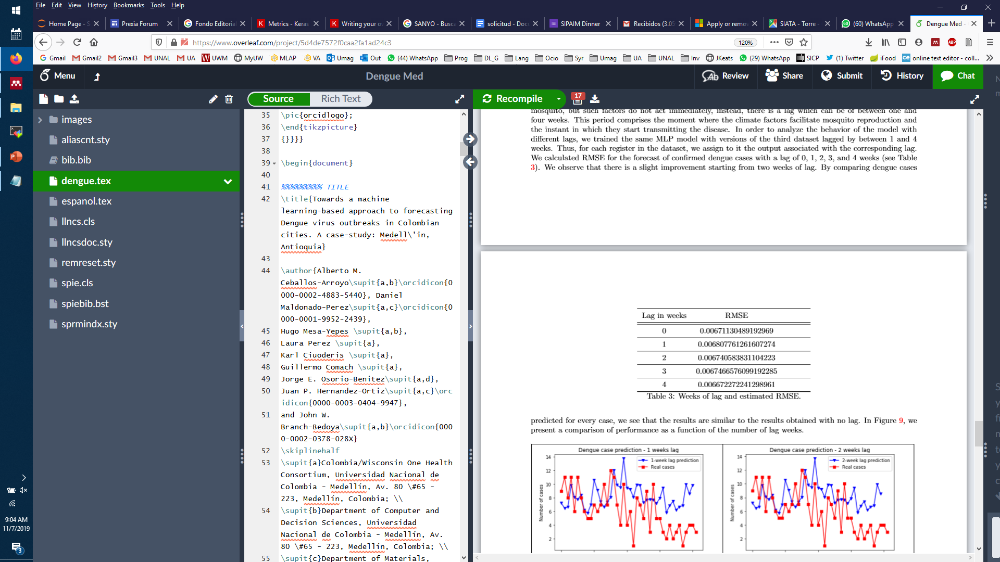 File Edit View History Bookmarks Tools Help
Home Page - S
Prexia Forum
Fondo Editorial
Metrics - Keras
Writing your ow
SANYO - Busca
solicitud - Doc
SIPAIM Dinner
Recibidos (3.05
Apply or remov
SIATA - Torre -
(60) WhatsApp
Dengue Med -
https://www.overleaf.com/project/5d4de7572f0caa2fa1ad24c3
120%
Gmail Gmail2 Gmail3 UNAL UA UWM MyUW MLAP VA Umag Out (44) WhatsApp Prog DL_G Lang Ocio Syr Umag UA UNAL Inv JKeats (29) WhatsApp SICP (1) Twitter iFood online text editor - coll...
Menu
Dengue Med
Review Share Submit History Chat
Source Rich Text
Recompile
17
images
aliascnt.sty
bib.bib
dengue.tex
espanol.tex
llncs.cls
llncsdoc.sty
remreset.sty
spie.cls
spiebib.bst
sprmindx.sty
35 \pic{orcidlogo};
36 \end{tikzpicture}
37 {}}}}
38
39 \begin{document}
40
41 %%%%%%%%% TITLE
42 \title{Towards a machine
learning-based approach to forecasting
Dengue virus outbreaks in Colombian
cities. A case-study: Medell\'in,
Antioquia}
43
44 \author{Alberto M.
Ceballos-Arroyo\supit{a,b}\orcidicon{0
000-0002-4883-5440}, Daniel
Maldonado-Perez\supit{a,c}\orcidicon{0
000-0001-9952-2439},
45 Hugo Mesa-Yepes \supit{a,b},
46 Laura Perez \supit{a},
47 Karl Ciuoderis \supit{a},
48 Guillermo Comach \supit{a},
49 Jorge E. Osorio-Benitez\supit{a,d},
50 Juan P. Hernandez-Ortiz\supit{a,c}\orc
idicon{0000-0003-0404-9947},
51 and John W.
Branch-Bedoya\supit{a,b}\orcidicon{000
0-0002-0378-028X}
52 \skiplinehalf
53 \supit{a}Colombia/Wisconsin One Health
Consortium, Universidad Nacional de
Colombia - Medellín, Av. 80 \#65 -
223, Medellín, Colombia; \\
54 \supit{b}Department of Computer and
Decision Sciences, Universidad
Nacional de Colombia - Medellín, Av.
80 \#65 - 223, Medellín, Colombia; \\
55 \supit{c}Department of Materials,
mosquito, but such factors do not act immediately, instead, there is a lag which can be of between one and
four weeks. This period comprises the moment where the climate factors facilitate mosquito reproduction and
the instant in which they start transmitting the disease. In order to analyze the behavior of the model with
different lags, we trained the same MLP model with versions of the third dataset lagged by between 1 and 4
weeks. Thus, for each register in the dataset, we assign to it the output associated with the corresponding lag.
We calculated RMSE for the forecast of confirmed dengue cases with a lag of 0, 1, 2, 3, and 4 weeks (see Table
3). We observe that there is a slight improvement starting from two weeks of lag. By comparing dengue cases
Lag in weeks RMSE
0 0.00671130489192969
1 0.006807761261607274
2 0.006740583831104223
3 0.0067466576099192285
4 0.006672272241298961
Table 3: Weeks of lag and estimated RMSE.
predicted for every case, we see that the results are similar to the results obtained with no lag. In Figure 9, we
present a comparison of performance as a function of the number of lag weeks.
Dengue case prediction - 1 weeks lag
1-week lag prediction
Real cases
Number of cases
14
12
10
8
6
4
2
Dengue case prediction - 2 weeks lag
2-week lag prediction
Real cases
Number of cases
14
12
10
8
6
4
2
9:04 AM
11/7/2019
3